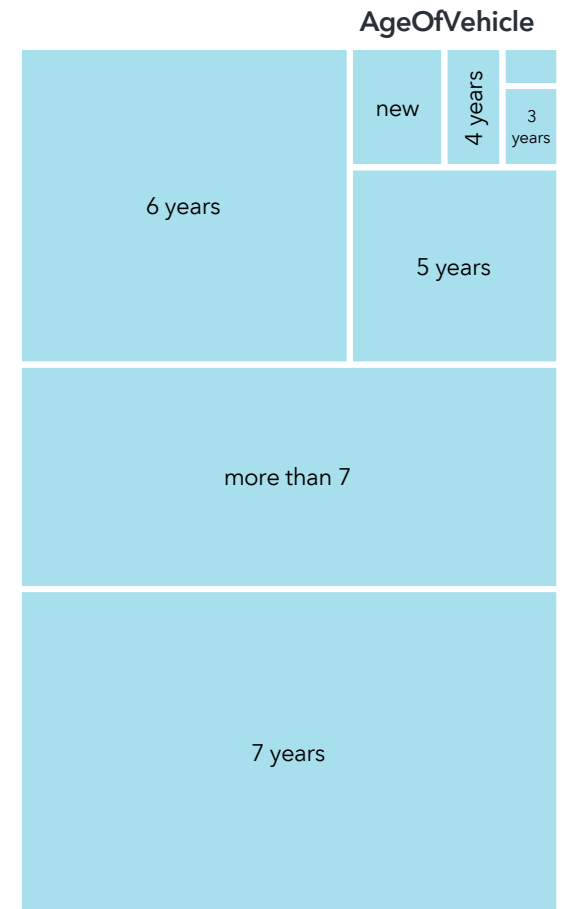 AgeOfVehicle
new
4 years
3
years
6 years
5 years
more than 7
7 years